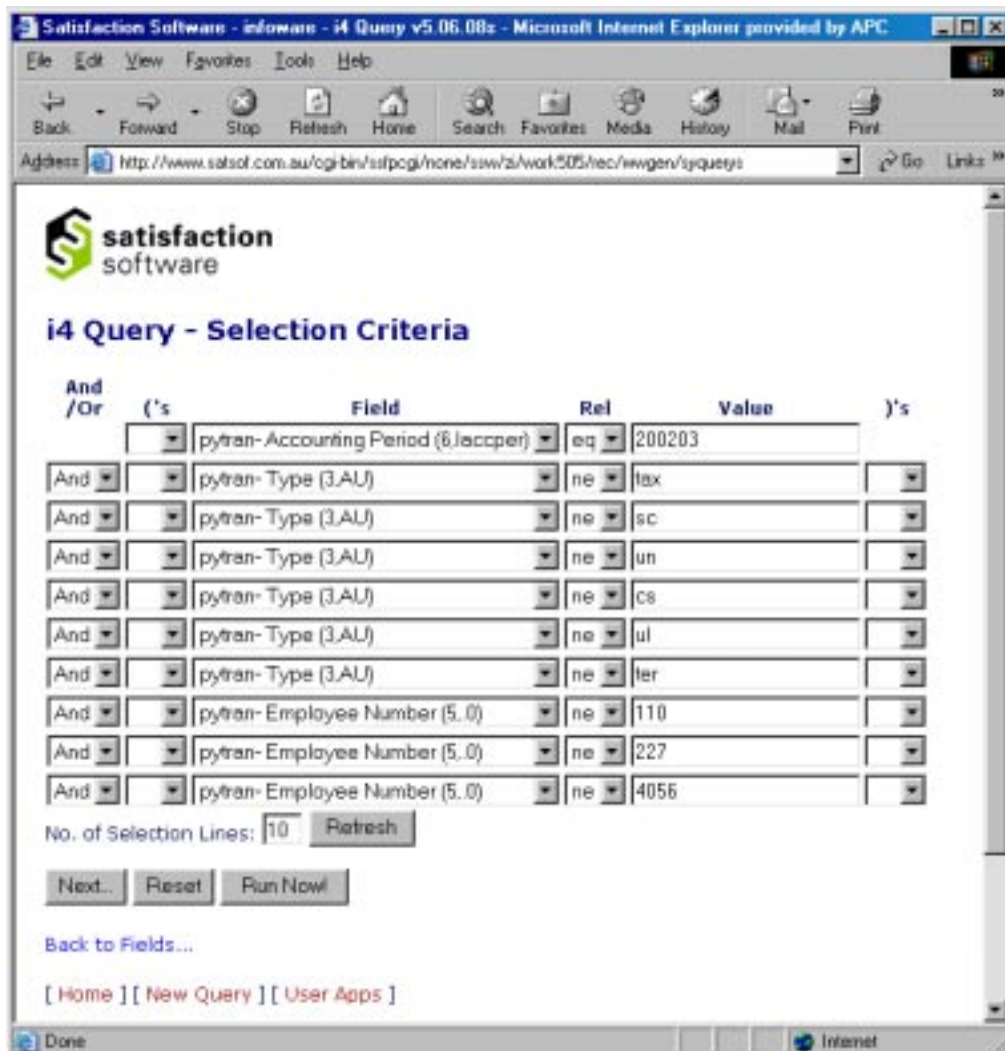 Satisfaction Software - infoware - i4 Query v5.06.08z - Microsoft Internet Explorer provided by APC
File Edit View Favorites Tools Help
Back Forward Stop Refresh Home Search Favorites Media History Mail Print
Address http://www.satsof.com.au/cgi-bin/ssfpcgi/none/ssw/zi/work505/rec/wwgen/syquerys Go Links
satisfaction
software
i4 Query - Selection Criteria
And
/Or ('s Field Rel Value )'s
pytran- Accounting Period (6,laccper) eq 200203
And pytran- Type (3,AU) ne tax
And pytran- Type (3,AU) ne sc
And pytran- Type (3,AU) ne un
And pytran- Type (3,AU) ne cs
And pytran- Type (3,AU) ne ul
And pytran- Type (3,AU) ne ter
And pytran- Employee Number (5,.0) ne 110
And pytran- Employee Number (5,.0) ne 227
And pytran- Employee Number (5,.0) ne 4056
No. of Selection Lines: 10 Refresh
Next... Reset Run Now!
Back to Fields...
[ Home ] [ New Query ] [ User Apps ]
Done Internet